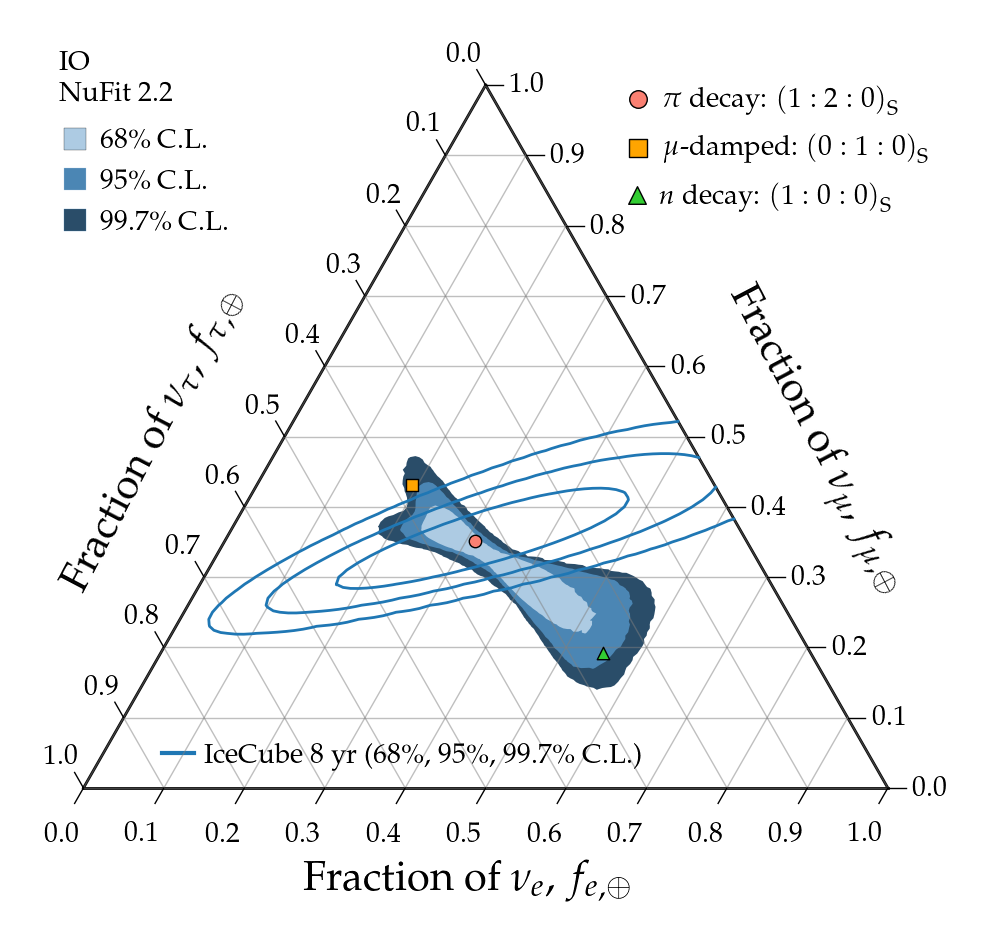 IO
NuFit 2.2
68% C.L.
95% C.L.
99.7% C.L.
π decay: (1 : 2 : 0)S
μ-damped: (0 : 1 : 0)S
n decay: (1 : 0 : 0)S
0.0
0.1
0.2
0.3
0.4
0.5
0.6
0.7
0.8
0.9
1.0
Fraction of ντ, fτ,⊕
1.0
0.9
0.8
0.7
0.6
0.5
0.4
0.3
0.2
0.1
0.0
Fraction of νμ, fμ,⊕
IceCube 8 yr (68%, 95%, 99.7% C.L.)
0.0 0.1 0.2 0.3 0.4 0.5 0.6 0.7 0.8 0.9 1.0
Fraction of νe, fe,⊕